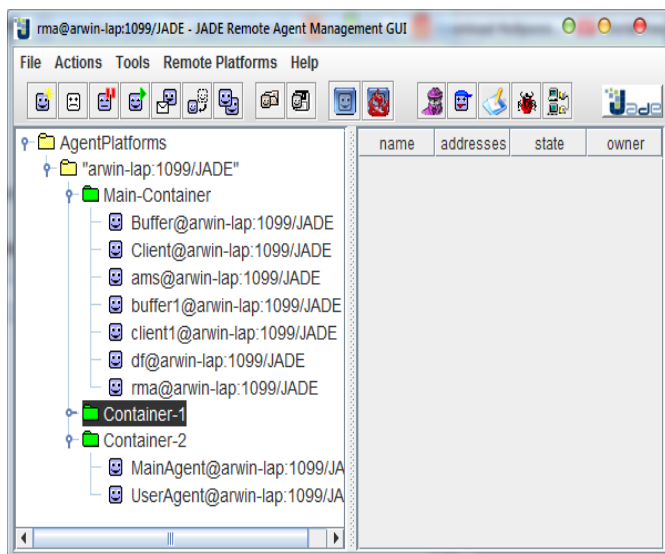 rma@arwin-lap:1099/JADE - JADE Remote Agent Management GUI
File Actions Tools Remote Platforms Help
Jade
AgentPlatforms
"arwin-lap:1099/JADE"
Main-Container
Buffer@arwin-lap:1099/JADE
Client@arwin-lap:1099/JADE
ams@arwin-lap:1099/JADE
buffer1@arwin-lap:1099/JADE
client1@arwin-lap:1099/JADE
df@arwin-lap:1099/JADE
rma@arwin-lap:1099/JADE
Container-1
Container-2
MainAgent@arwin-lap:1099/JA
UserAgent@arwin-lap:1099/JA
name addresses state owner